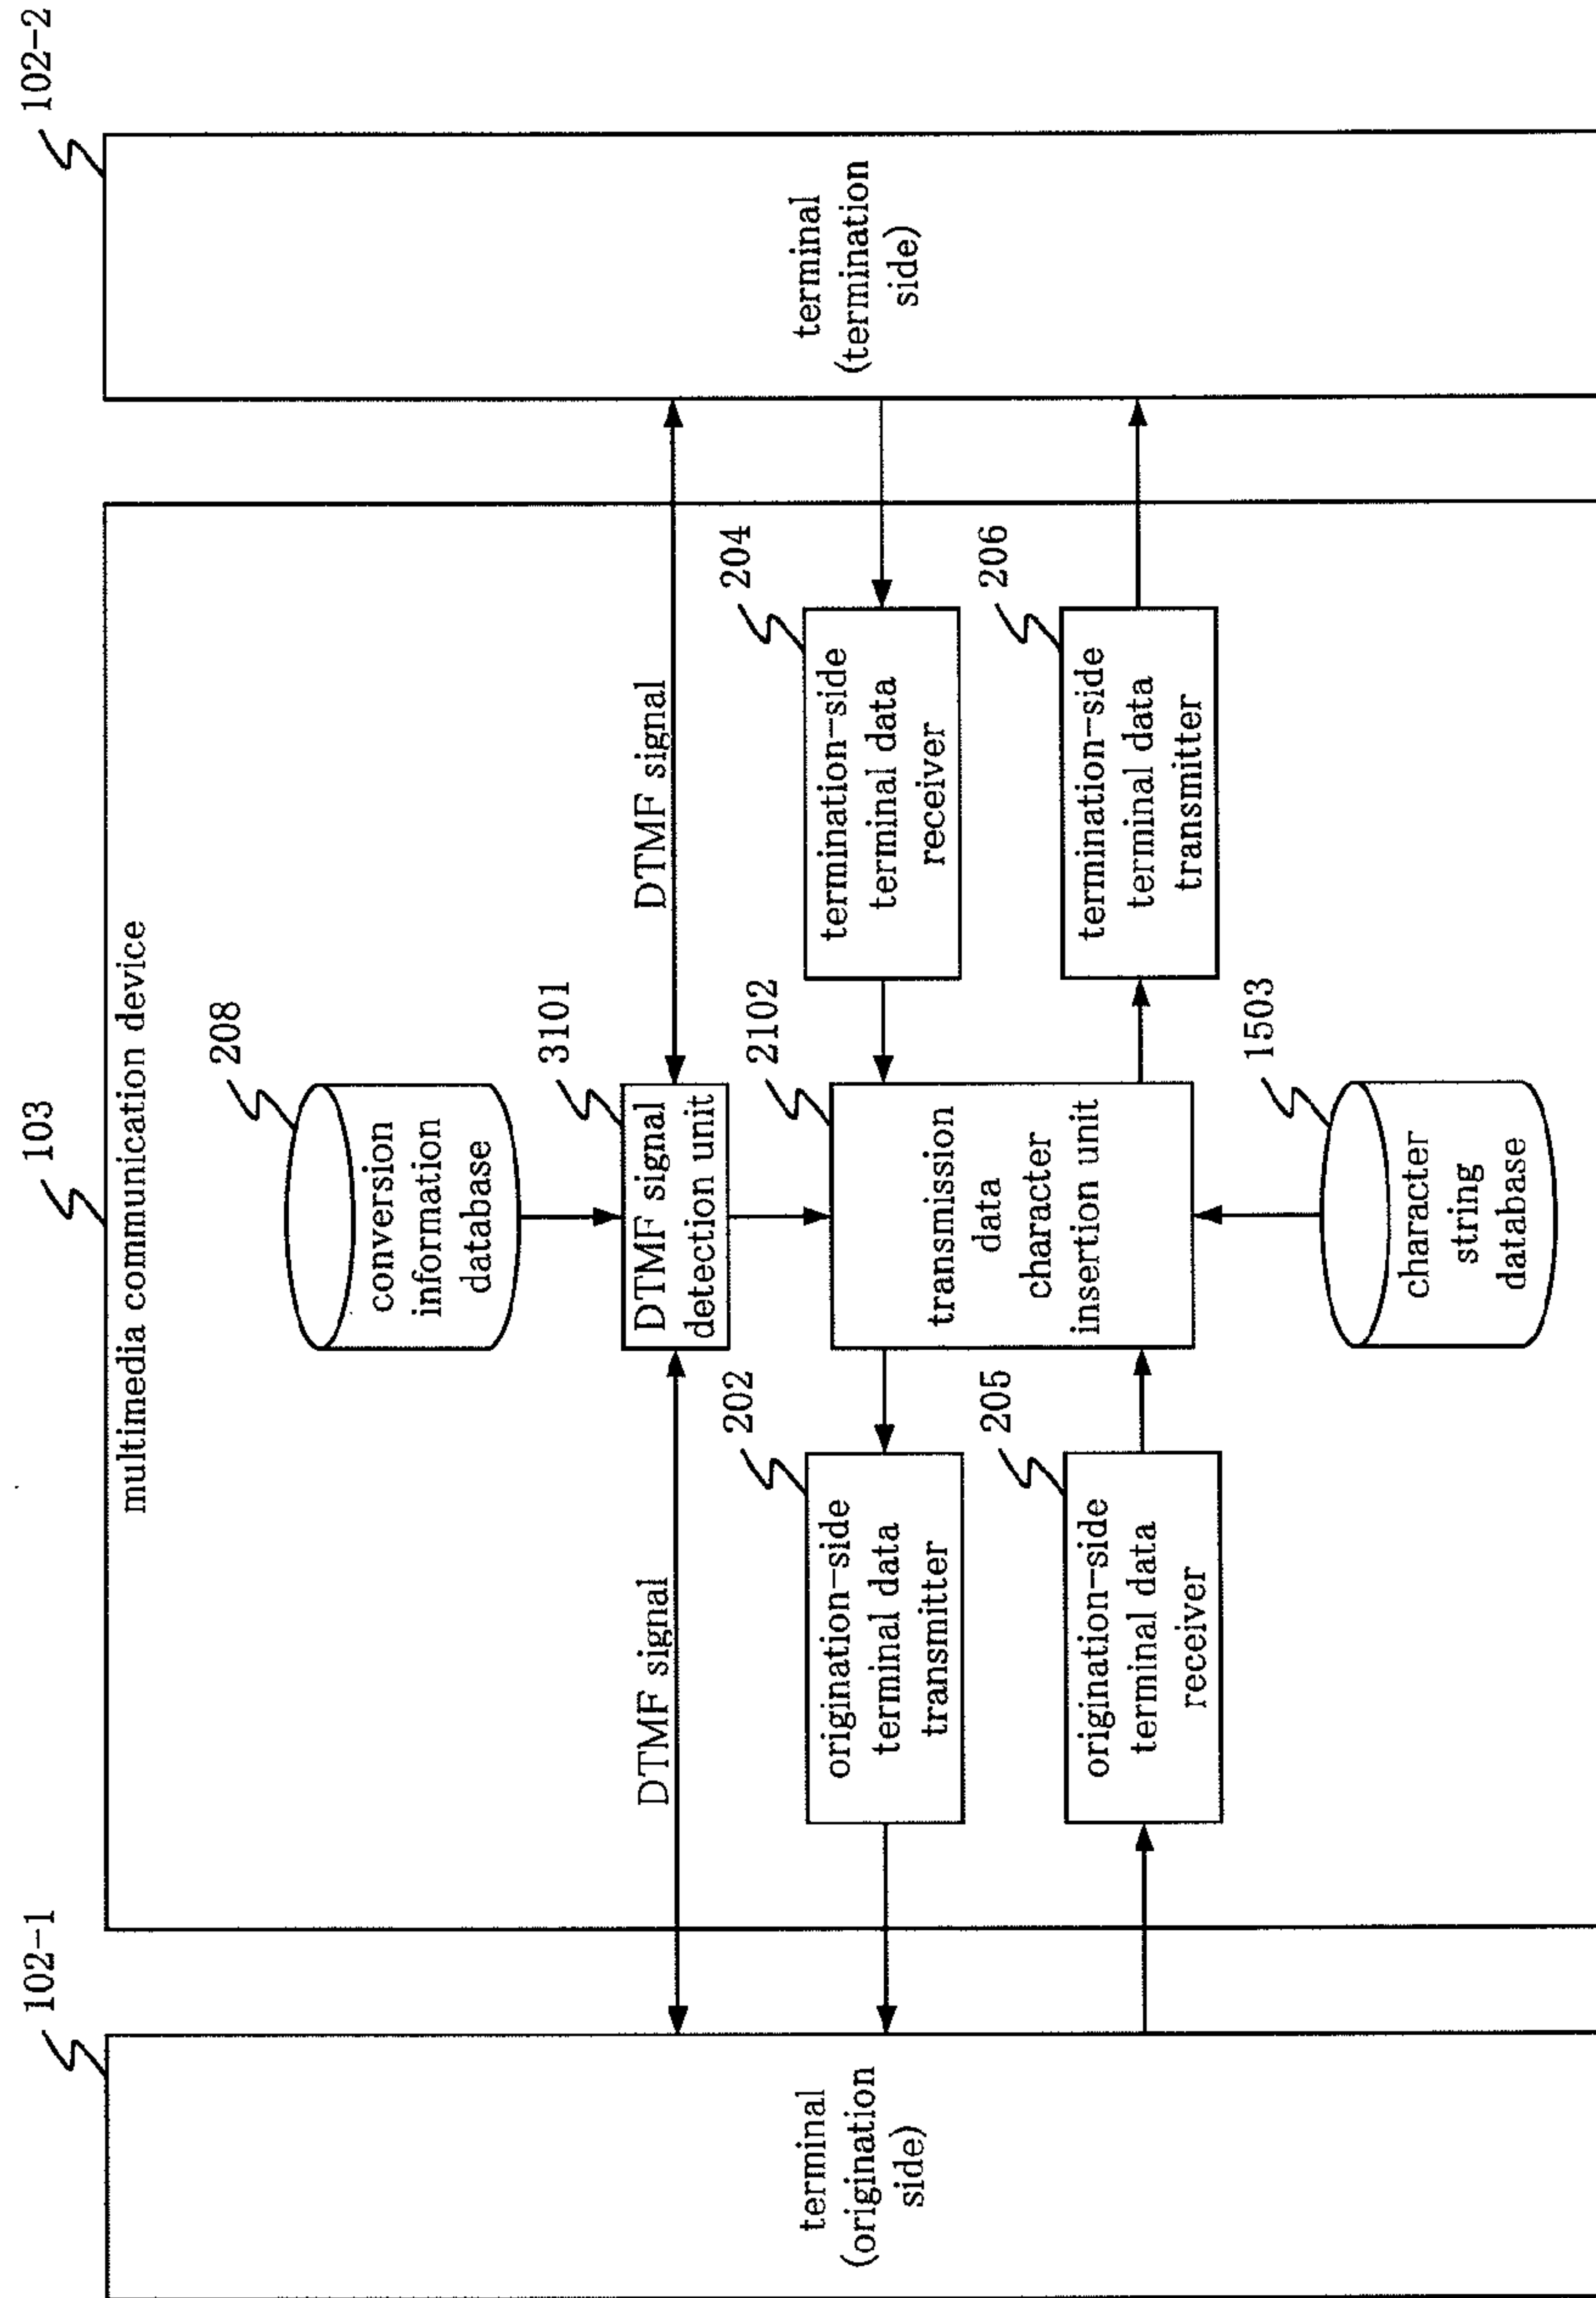 102-1
103
102-2
multimedia communication device
208
conversion
information
database
3101
DTMF signal
DTMF signal
detection unit
DTMF signal
terminal
(origination
side)
202
origination-side
terminal data
transmitter
2102
transmission
data
character
insertion unit
204
termination-side
terminal data
receiver
terminal
(termination
side)
205
origination-side
terminal data
receiver
206
termination-side
terminal data
transmitter
1503
character
string
database